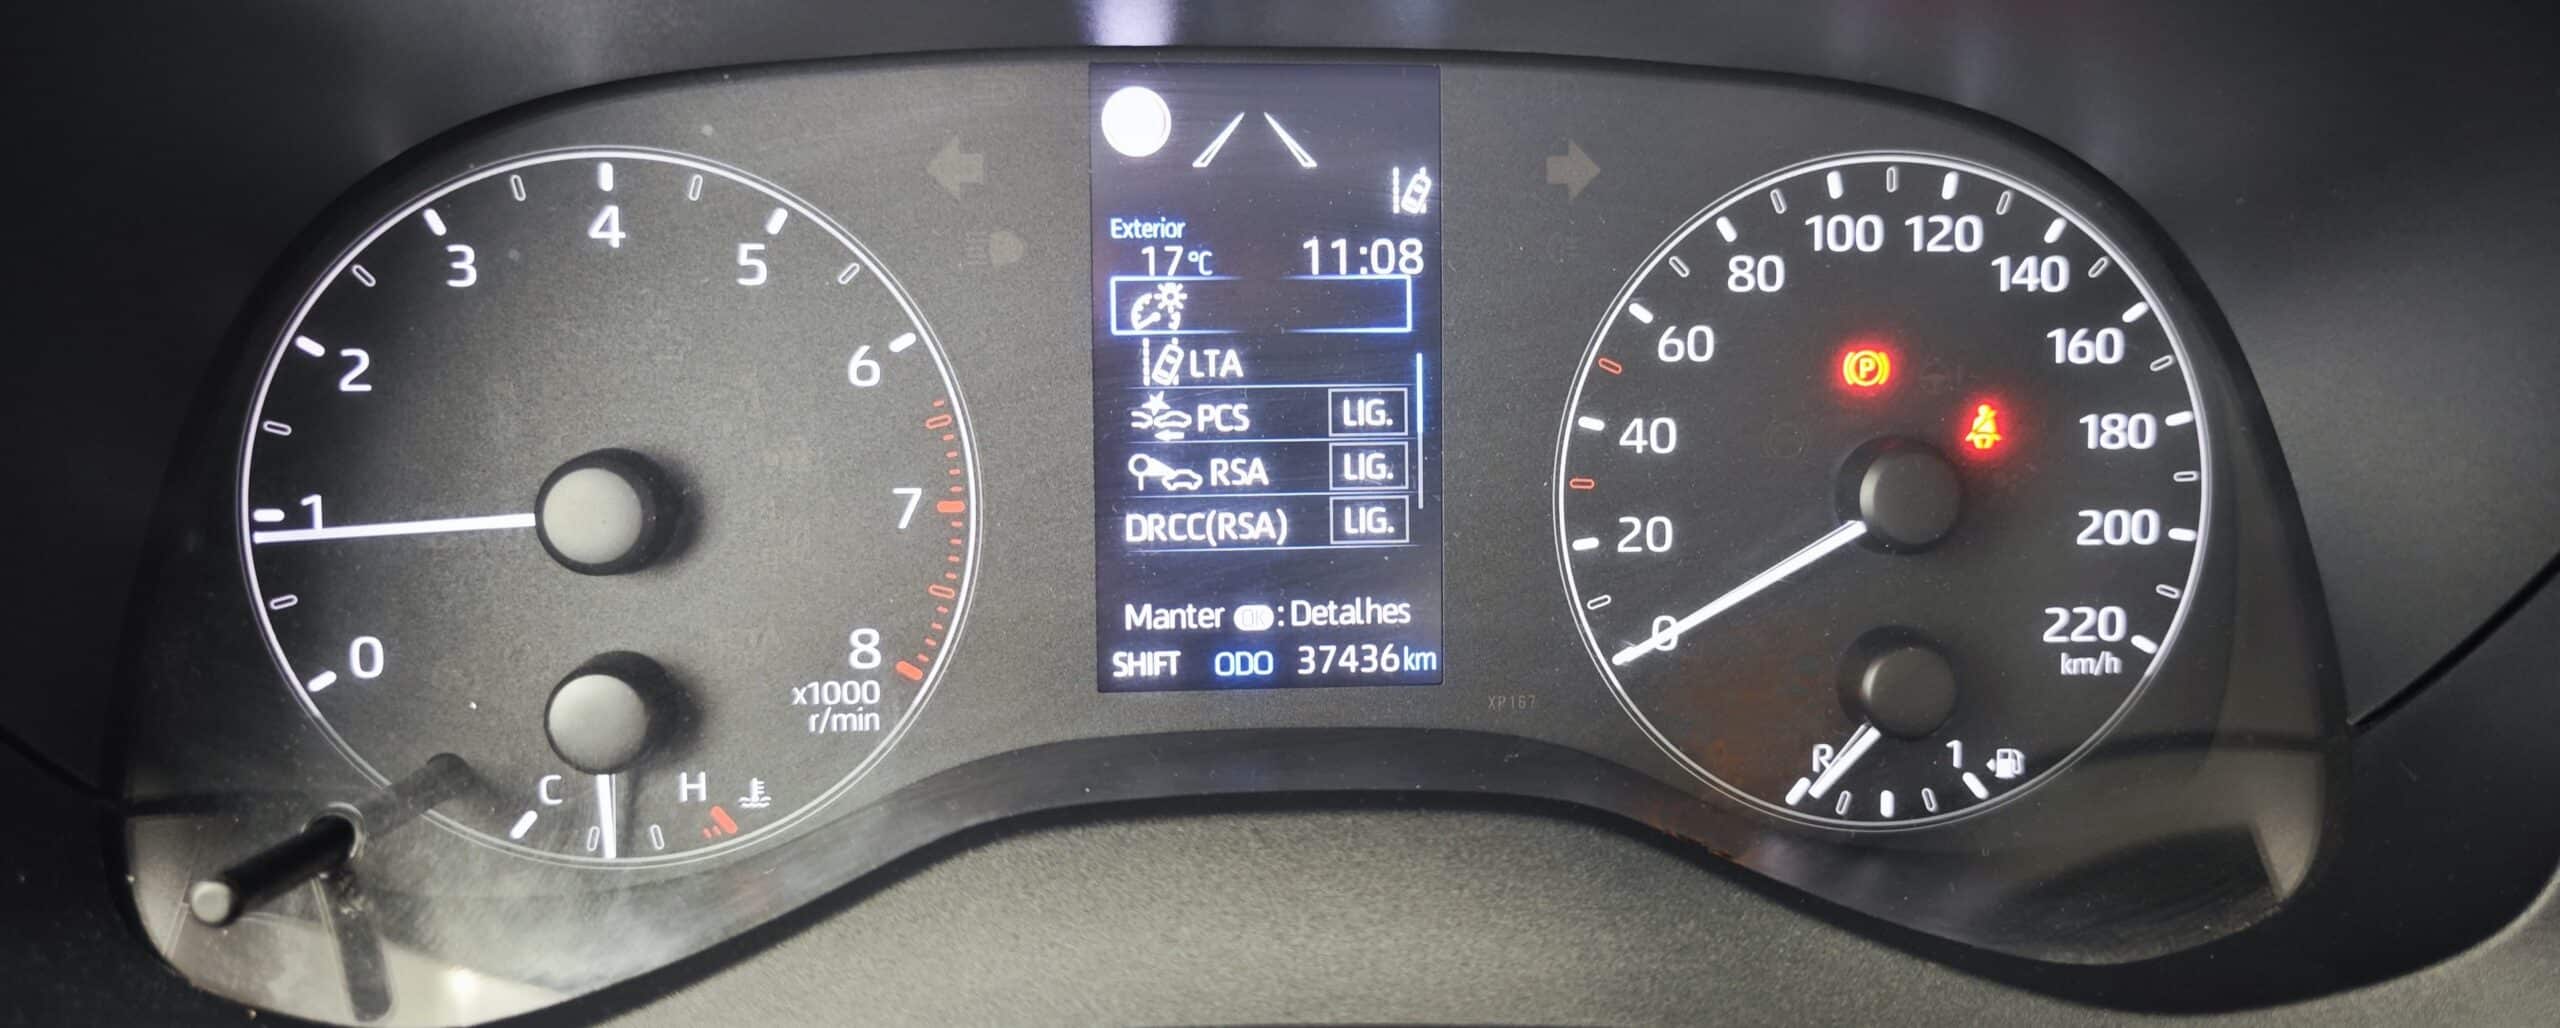 0
1
2
3
4
5
6
7
8
x1000
r/min
C
H
Exterior
17°C 11:08
LTA
PCS LIG.
RSA LIG.
DRCC(RSA) LIG.
Manter OK : Detalhes
SHIFT ODO 37436km
XP167
0
20
40
60
80
100
120
140
160
180
200
220
km/h
P
R
1